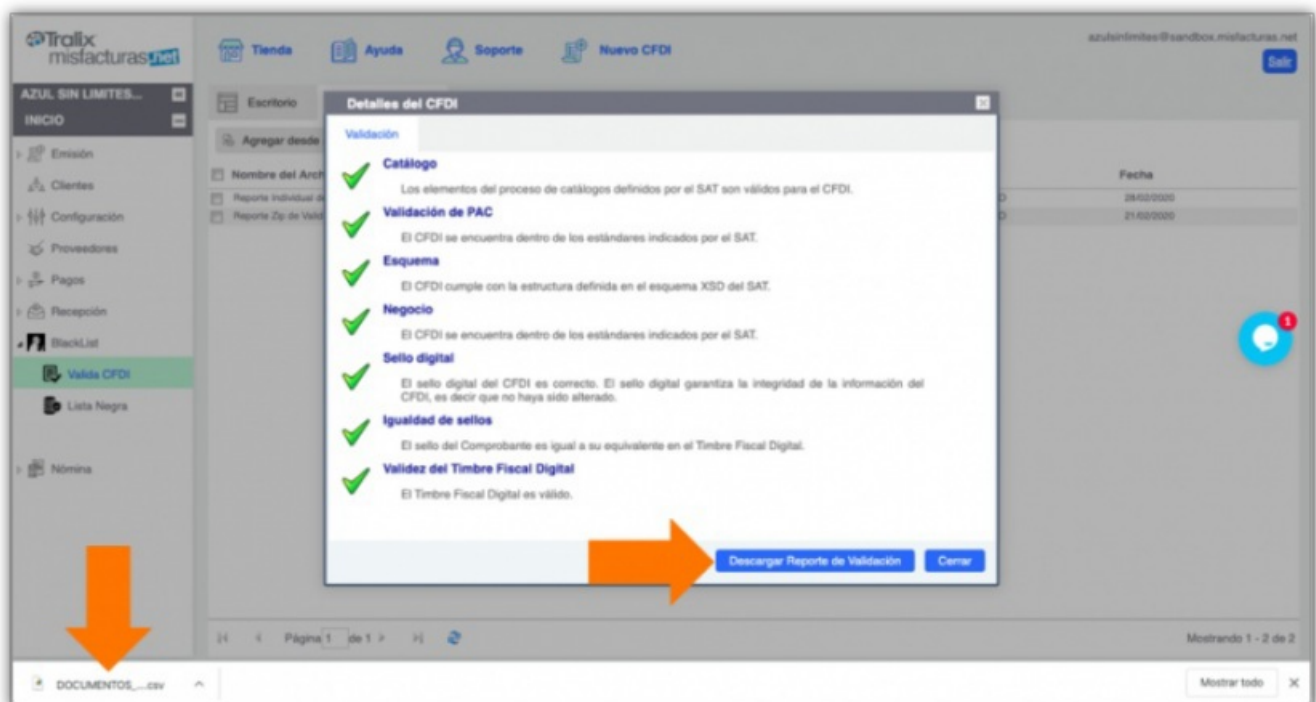 Tralix
misfacturas.net
Tienda
Ayuda
Soporte
Nuevo CFDI
azulsinlimites@sandbox.misfacturas.net
Salir
AZUL SIN LIMITES...
INICIO
Emisión
Clientes
Configuración
Proveedores
Pagos
Recepción
BlackList
Valida CFDI
Lista Negra
Nómina
Escritorio
Agregar desde
Nombre del Arch
Fecha
Reporte Individual d
28/02/2020
Reporte Zip de Valid
21/02/2020
Detalles del CFDI
Validación
Catálogo
Los elementos del proceso de catálogos definidos por el SAT son válidos para el CFDI.
Validación de PAC
El CFDI se encuentra dentro de los estándares indicados por el SAT.
Esquema
El CFDI cumple con la estructura definida en el esquema XSD del SAT.
Negocio
El CFDI se encuentra dentro de los estándares indicados por el SAT.
Sello digital
El sello digital del CFDI es correcto. El sello digital garantiza la integridad de la información del
CFDI, es decir que no haya sido alterado.
Igualdad de sellos
El sello del Comprobante es igual a su equivalente en el Timbre Fiscal Digital.
Validez del Timbre Fiscal Digital
El Timbre Fiscal Digital es válido.
Descargar Reporte de Validación
Cerrar
1
Página 1 de 1
Mostrando 1 - 2 de 2
DOCUMENTOS_....csv
Mostrar todo